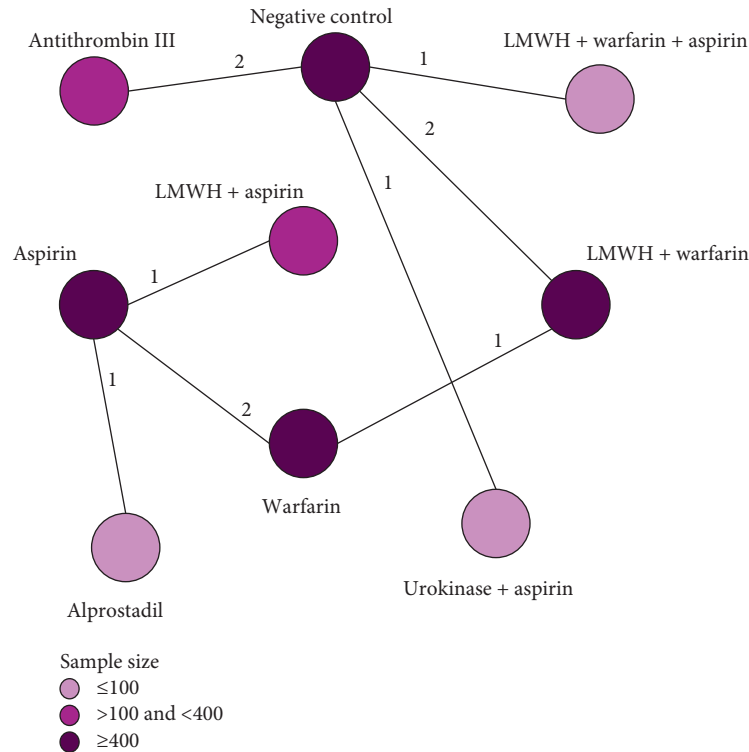 Negative control
Antithrombin III
LMWH + warfarin + aspirin
2
1
2
1
LMWH + aspirin
Aspirin
LMWH + warfarin
1
1
1
2
Warfarin
Urokinase + aspirin
Alprostadil
Sample size
≤100
>100 and <400
≥400